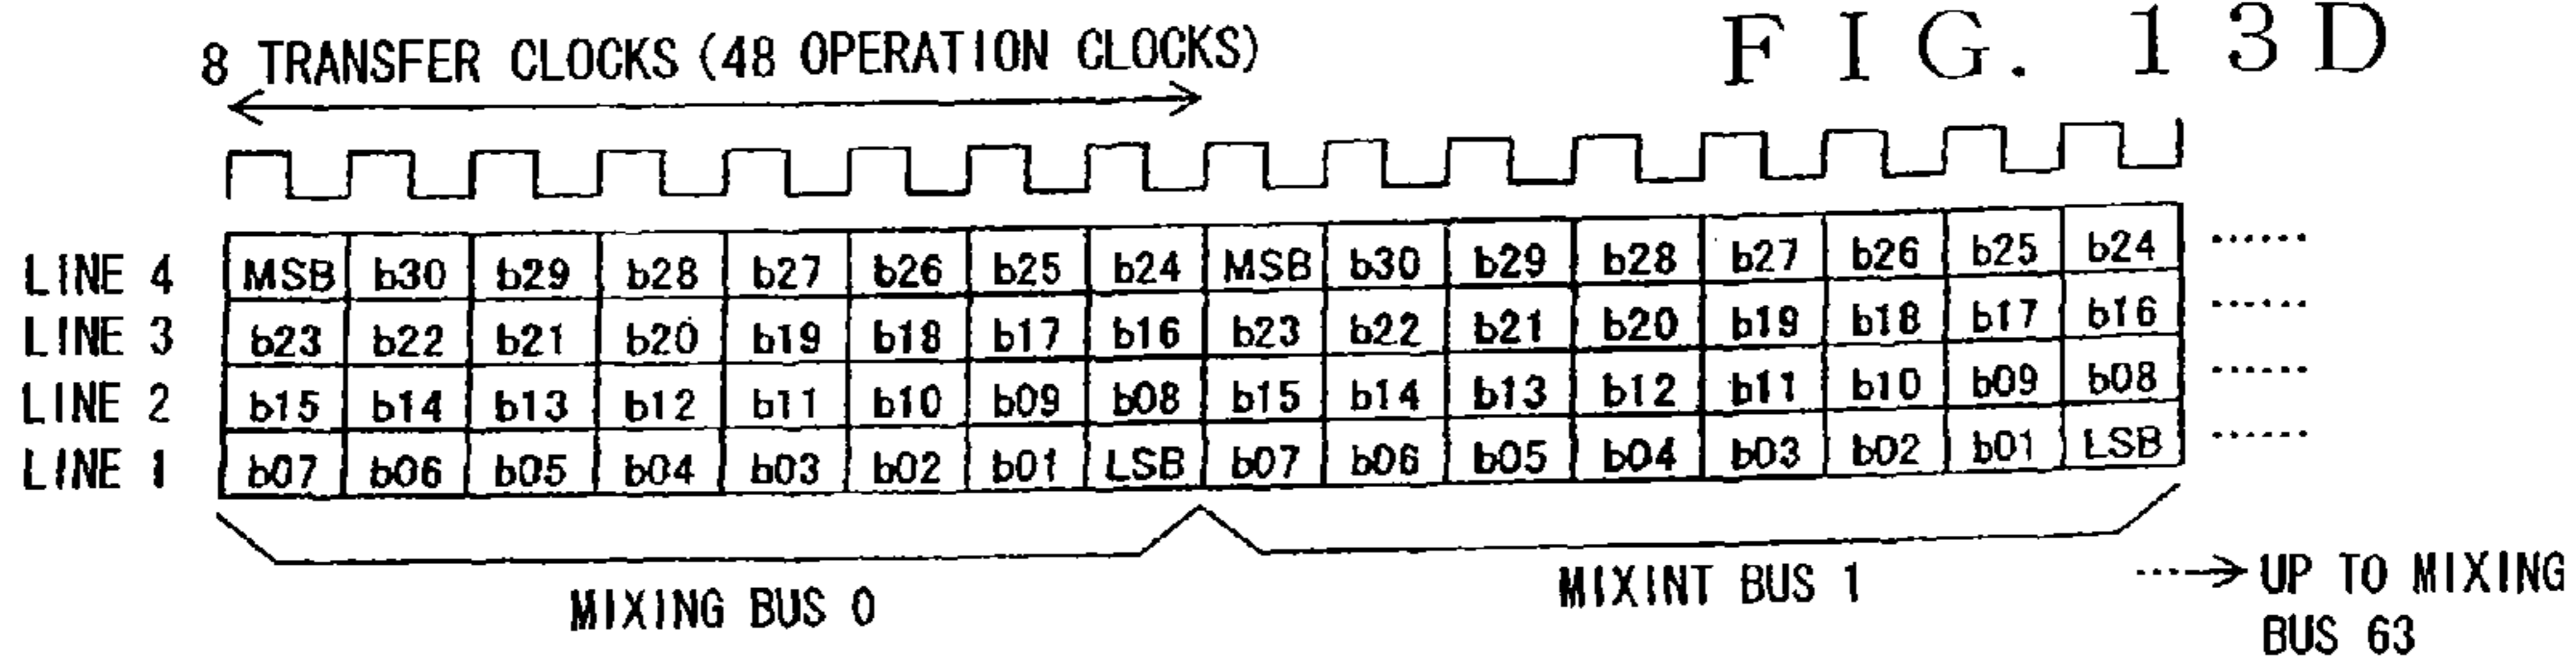 FIG. 13D
8 TRANSFER CLOCKS (48 OPERATION CLOCKS)
LINE 4 MSB b30 b29 b28 b27 b26 b25 b24 MSB b30 b29 b28 b27 b26 b25 b24 ......
LINE 3 b23 b22 b21 b20 b19 b18 b17 b16 b23 b22 b21 b20 b19 b18 b17 b16 ......
LINE 2 b15 b14 b13 b12 b11 b10 b09 b08 b15 b14 b13 b12 b11 b10 b09 b08 ......
LINE 1 b07 b06 b05 b04 b03 b02 b01 LSB b07 b06 b05 b04 b03 b02 b01 LSB ......
MIXING BUS 0
MIXINT BUS 1
UP TO MIXING
BUS 63